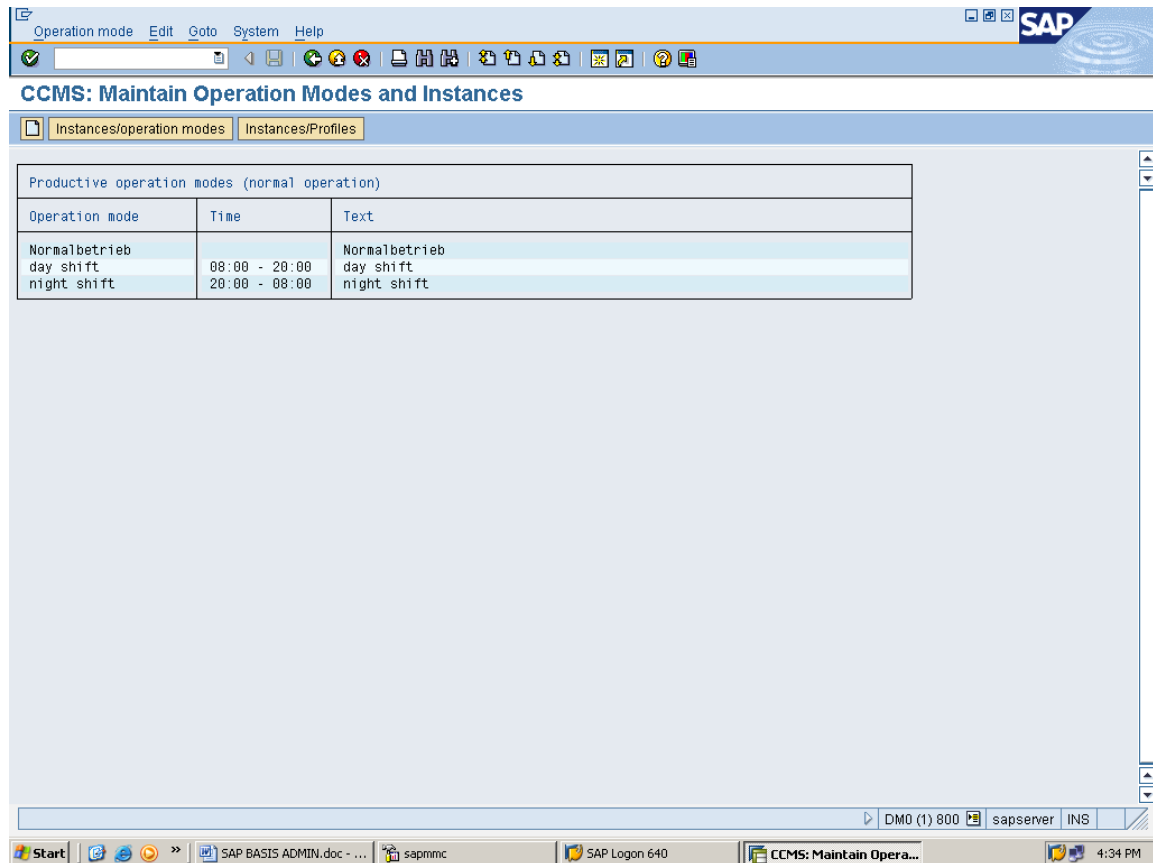 Operation mode Edit Goto System Help
SAP
CCMS: Maintain Operation Modes and Instances
Instances/operation modes Instances/Profiles
Productive operation modes (normal operation)
Operation mode Time Text
Normalbetrieb Normalbetrieb
day shift 08:00 - 20:00 day shift
night shift 20:00 - 08:00 night shift
DM0 (1) 800 sapserver INS
Start » SAP BASIS ADMIN.doc - ... sapmmc SAP Logon 640 CCMS: Maintain Opera... 4:34 PM